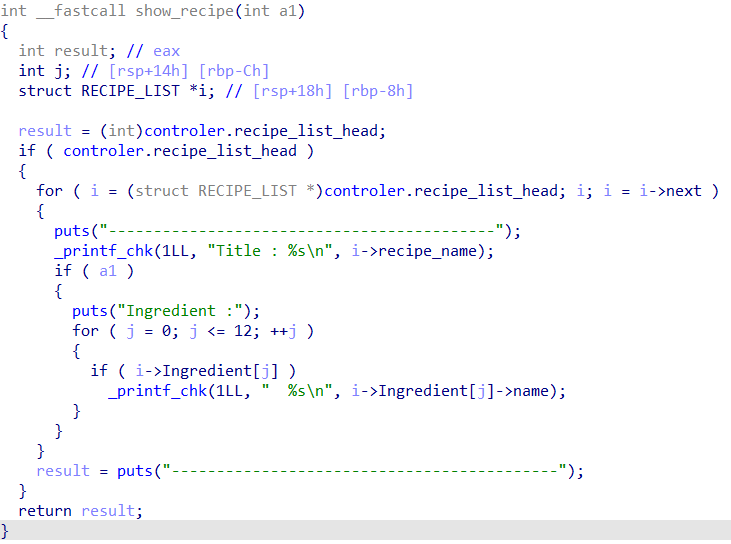 int __fastcall show_recipe(int a1)
{
  int result; // eax
  int j; // [rsp+14h] [rbp-Ch]
  struct RECIPE_LIST *i; // [rsp+18h] [rbp-8h]

  result = (int)controler.recipe_list_head;
  if ( controler.recipe_list_head )
  {
    for ( i = (struct RECIPE_LIST *)controler.recipe_list_head; i; i = i->next )
    {
      puts("-------------------------------------------");
      _printf_chk(1LL, "Title : %s\n", i->recipe_name);
      if ( a1 )
      {
        puts("Ingredient :");
        for ( j = 0; j <= 12; ++j )
        {
          if ( i->Ingredient[j] )
            _printf_chk(1LL, "  %s\n", i->Ingredient[j]->name);
        }
      }
    }
    result = puts("-------------------------------------------");
  }
  return result;
}